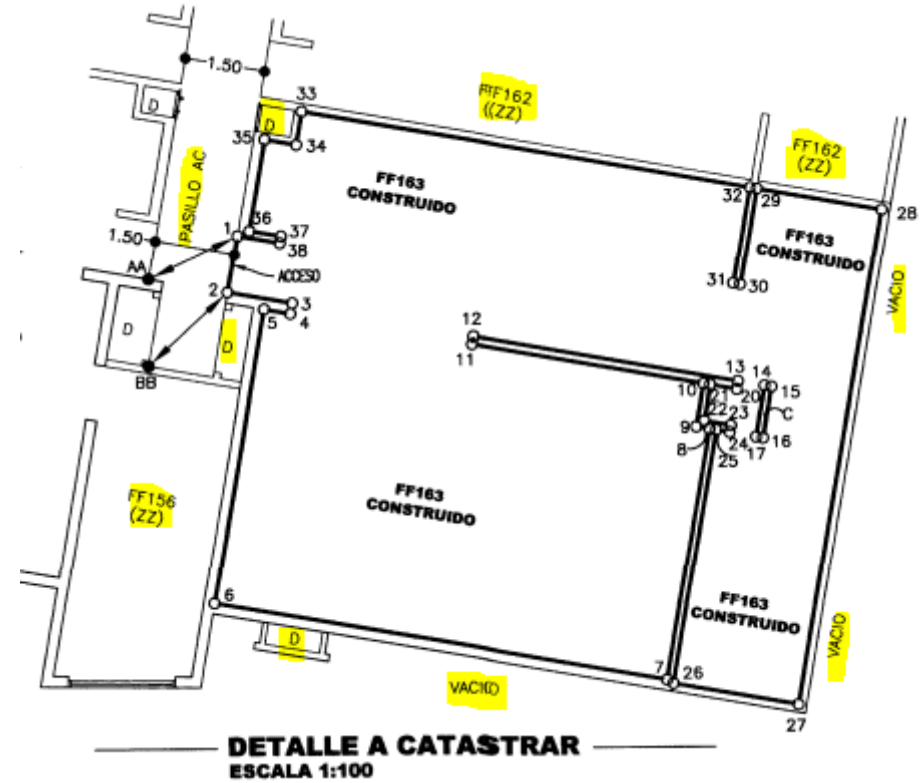 1.50
D
33
FFF162
((ZZ)
D
35
34
FF162
(ZZ)
PASILLO AC
FF163
CONSTRUIDO
32
29
28
36
1
37
38
1.50
FF163
CONSTRUIDO
AA
ACCESO
31
30
VACIO
2
3
5
4
D
D
12
11
BB
13
14
15
10
21
20
22
23
C
9
24
8
25
17
16
FF156
(ZZ)
FF163
CONSTRUIDO
6
FF163
CONSTRUIDO
D
VACIO
7
26
VACIO
27
DETALLE A CATASTRAR
ESCALA 1:100